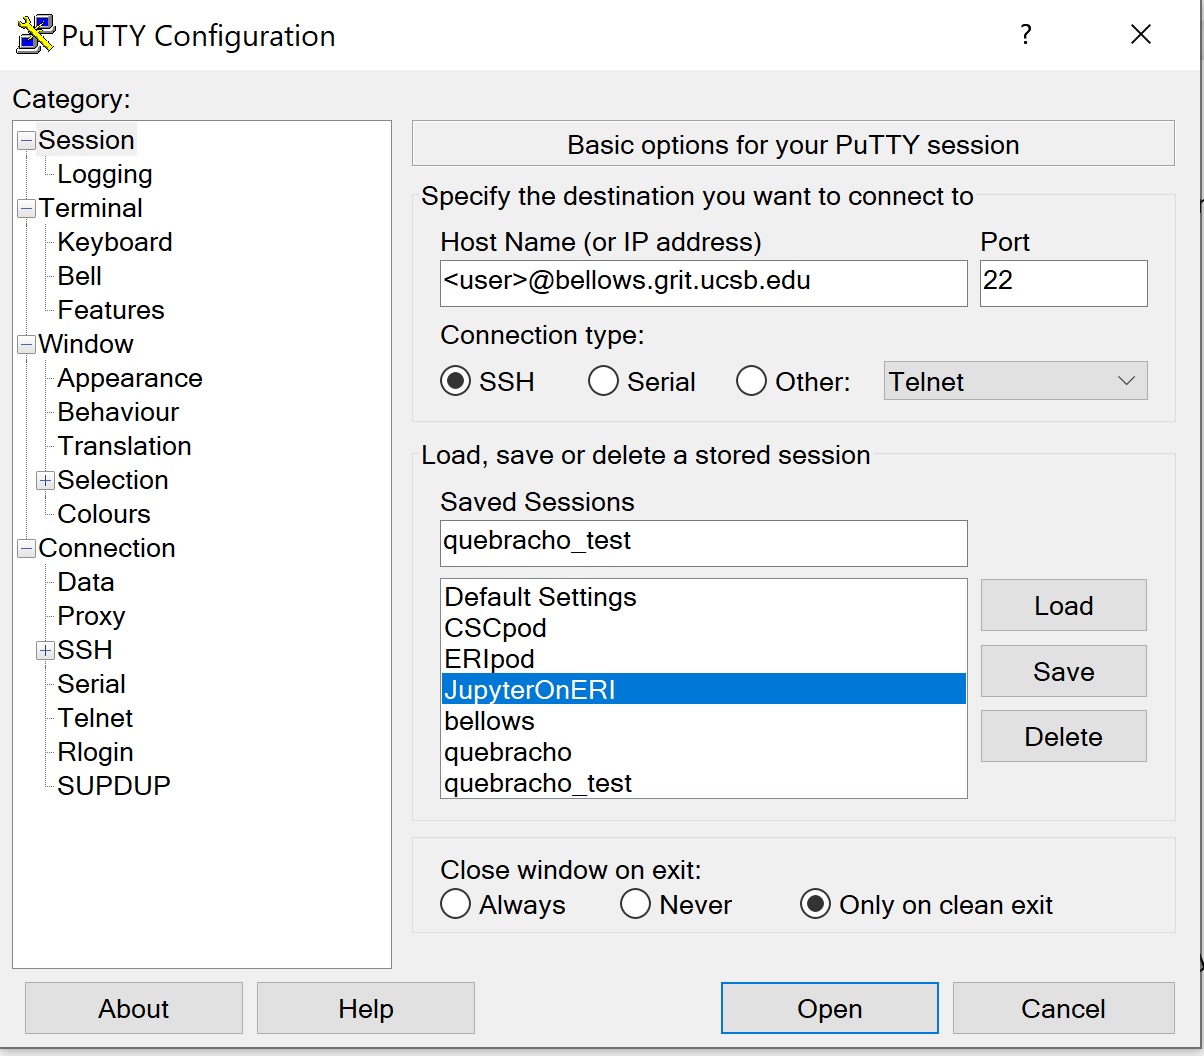 PuTTY Configuration
?
Category:
Session
Logging
Terminal
Keyboard
Bell
Features
Window
Appearance
Behaviour
Translation
Selection
Colours
Connection
Data
Proxy
SSH
Serial
Telnet
Rlogin
SUPDUP
Basic options for your PuTTY session
Specify the destination you want to connect to
Host Name (or IP address) Port
<user>@bellows.grit.ucsb.edu 22
Connection type:
SSH Serial Other: Telnet
Load, save or delete a stored session
Saved Sessions
quebracho_test
Default Settings
CSCpod
ERIpod
JupyterOnERI
bellows
quebracho
quebracho_test
Load
Save
Delete
Close window on exit:
Always Never Only on clean exit
About Help Open Cancel